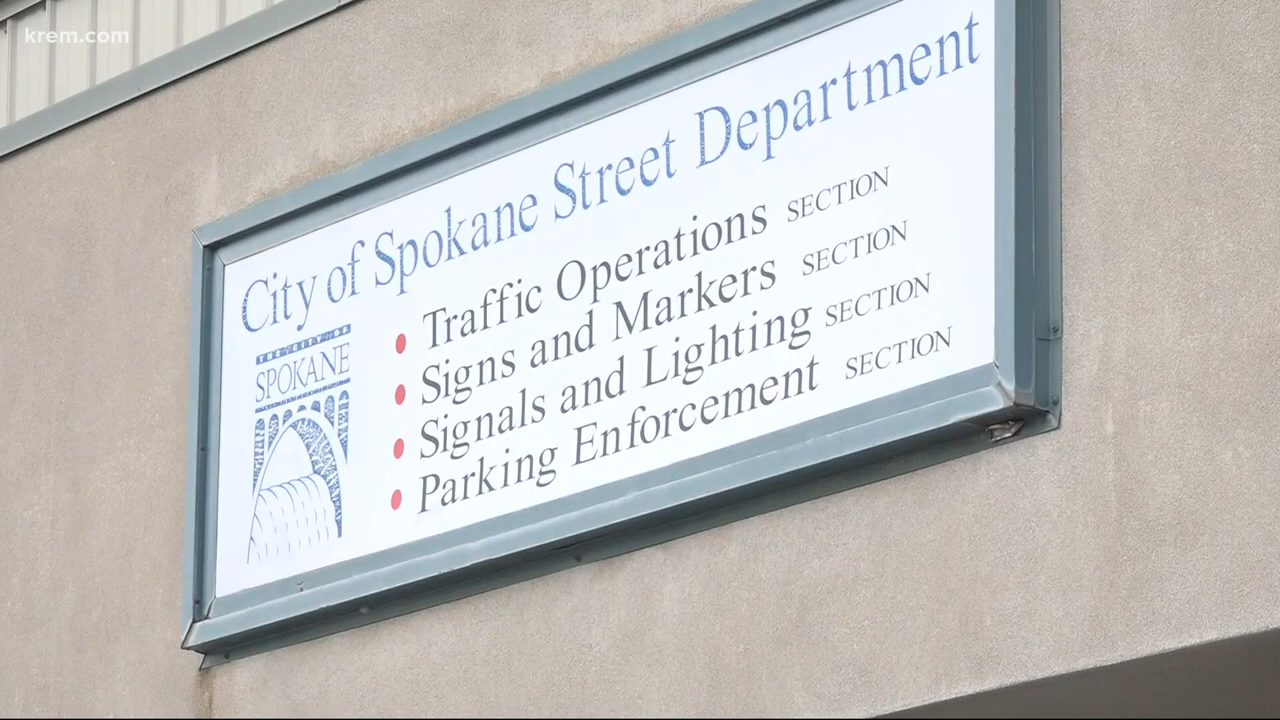 krem.com
City of Spokane Street Department
• Traffic Operations SECTION
• Signs and Markers SECTION
• Signals and Lighting SECTION
• Parking Enforcement SECTION
THE CITY OF
SPOKANE